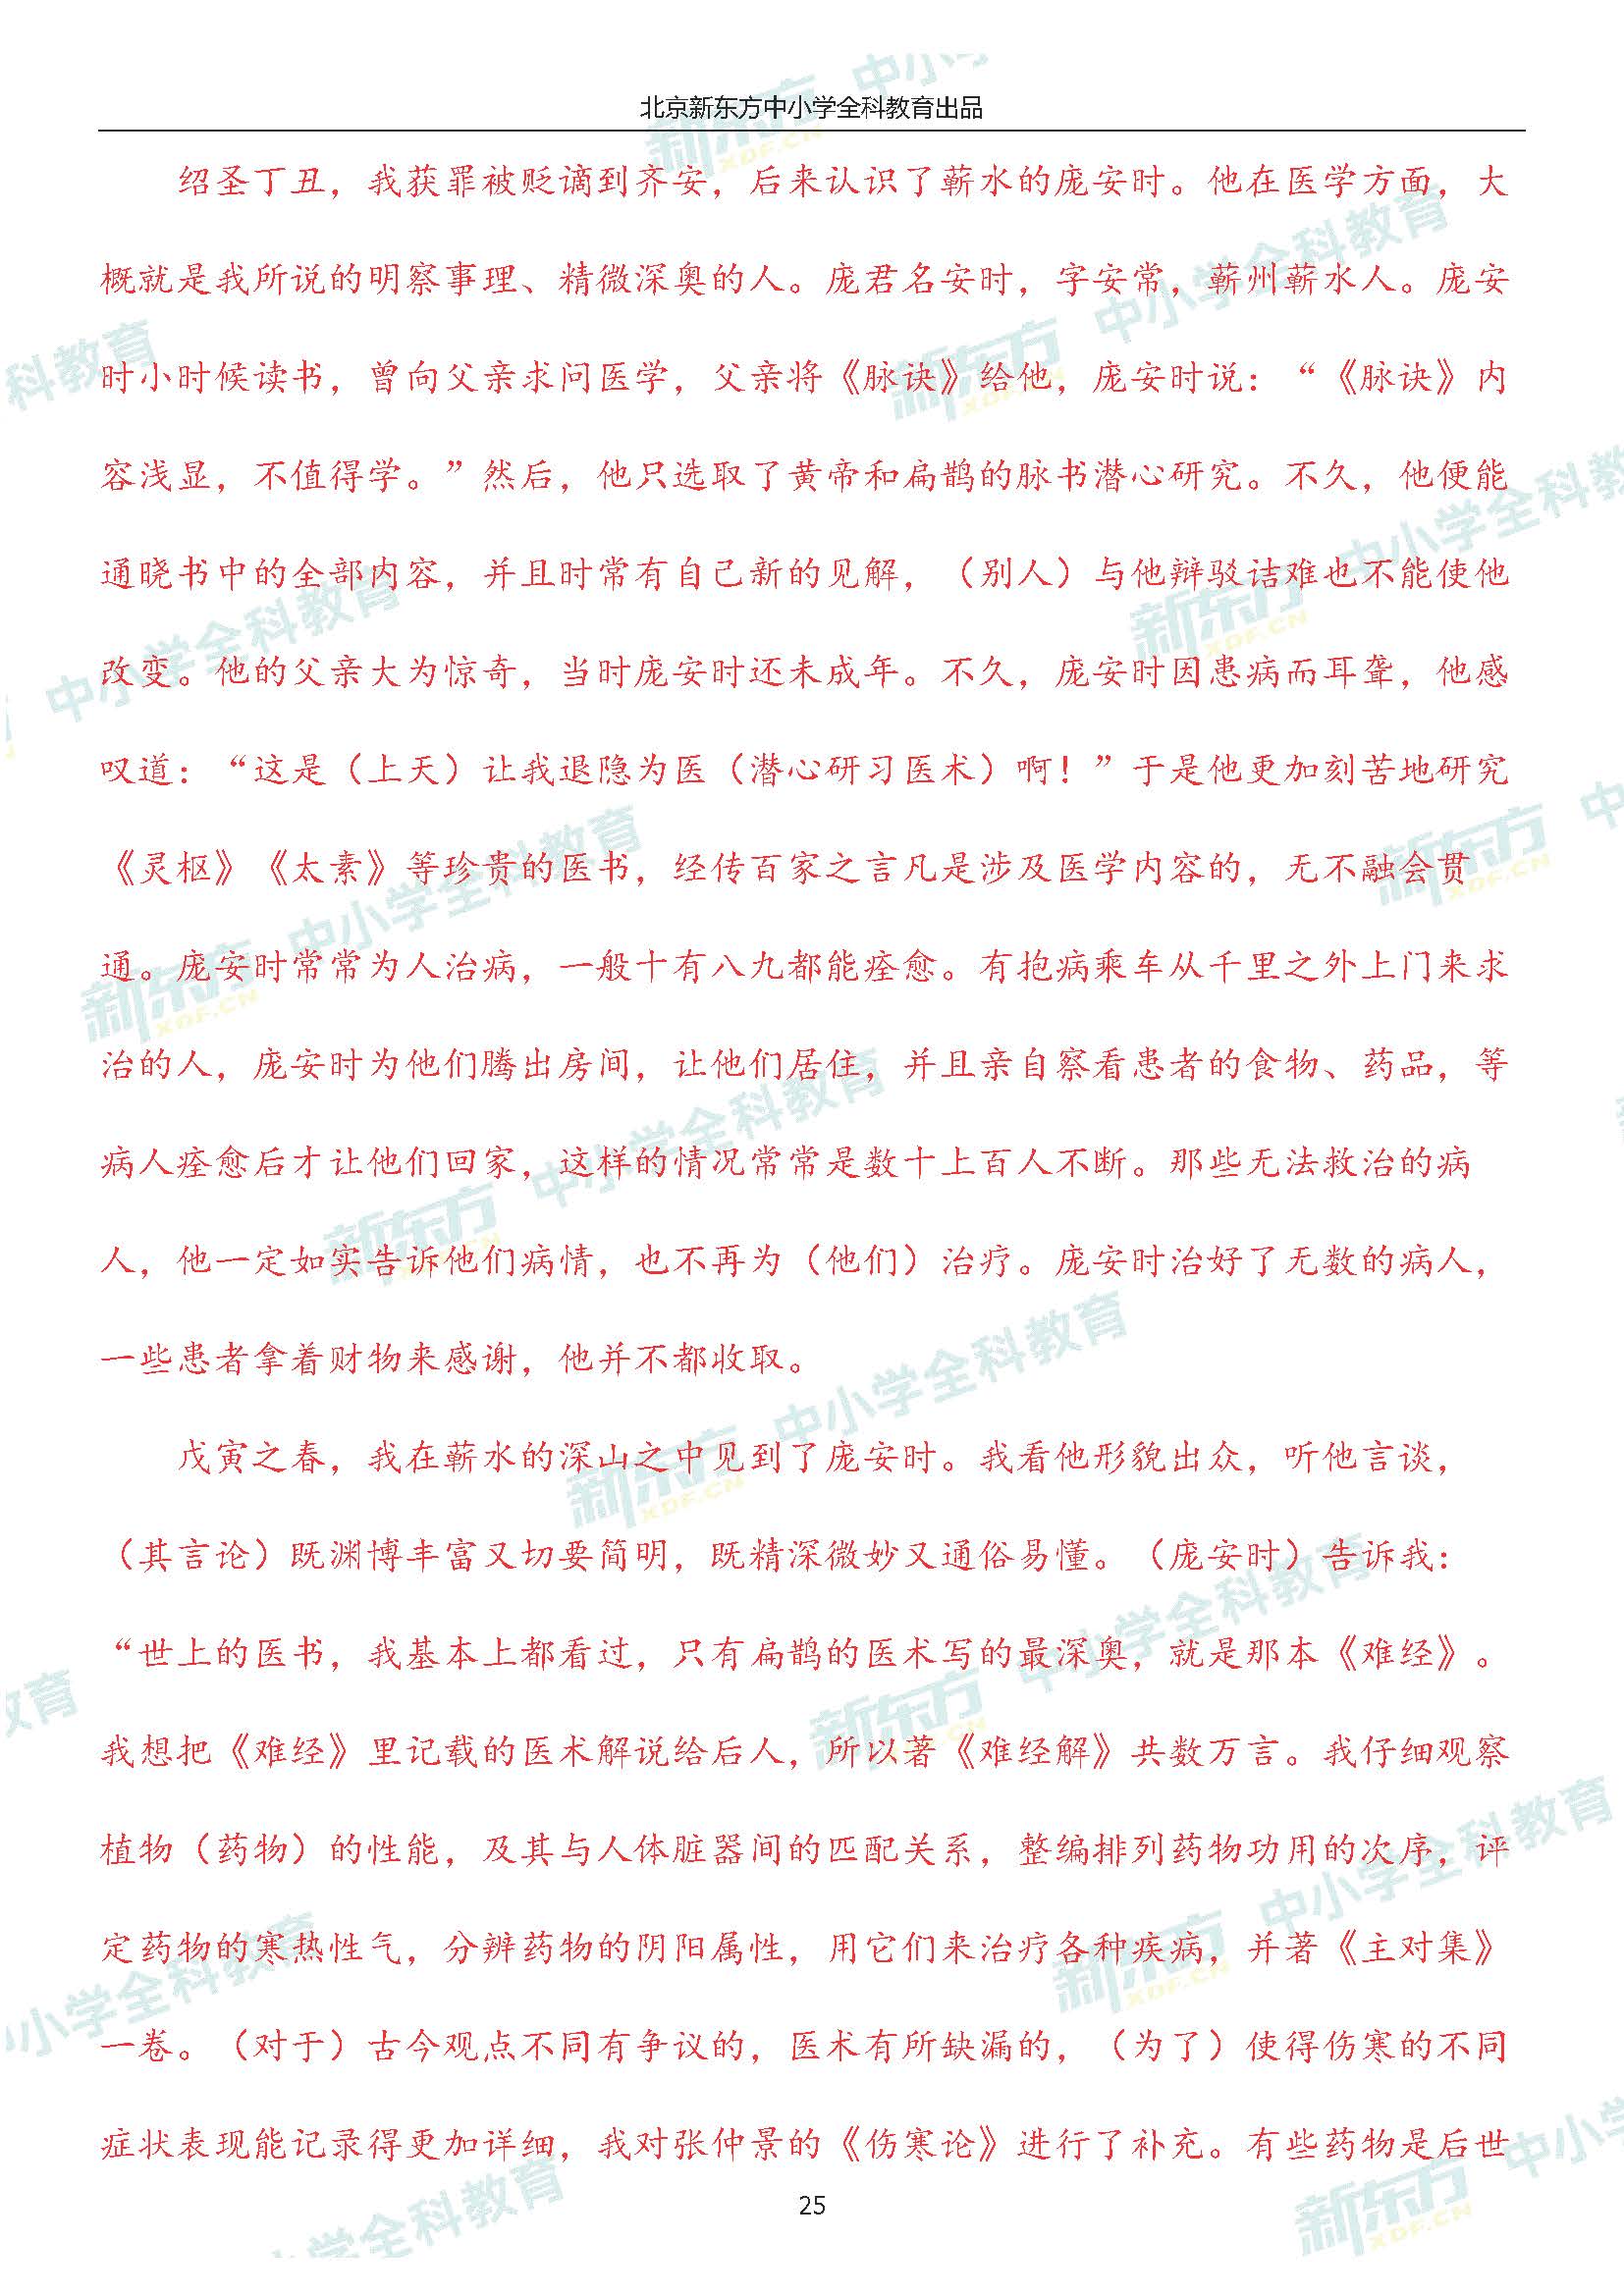 北京新东方中小学全科教育出品
绍圣丁丑，我获罪被贬谪到齐安，后来认识了蕲水的庞安时。他在医学方面，大
概就是我所说的明察事理、精微深奥的人。庞君名安时，字安常，蕲州蕲水人。庞安
时小时候读书，曾向父亲求问医学，父亲将《脉诀》给他，庞安时说：“《脉诀》内
容浅显，不值得学。”然后，他只选取了黄帝和扁鹊的脉书潜心研究。不久，他便能
通晓书中的全部内容，并且时常有自己新的见解，（别人）与他辩驳诘难也不能使他
改变。他的父亲大为惊奇，当时庞安时还未成年。不久，庞安时因患病而耳聋，他感
叹道：“这是（上天）让我退隐为医（潜心研习医术）啊！”于是他更加刻苦地研究
《灵枢》《太素》等珍贵的医书，经传百家之言凡是涉及医学内容的，无不融会贯
通。庞安时常常为人治病，一般十有八九都能痊愈。有抱病乘车从千里之外上门来求
治的人，庞安时为他们腾出房间，让他们居住，并且亲自察看患者的食物、药品，等
病人痊愈后才让他们回家，这样的情况常常是数十上百人不断。那些无法救治的病
人，他一定如实告诉他们病情，也不再为（他们）治疗。庞安时治好了无数的病人，
一些患者拿着财物来感谢，他并不都收取。
戊寅之春，我在蕲水的深山之中见到了庞安时。我看他形貌出众，听他言谈，
（其言论）既渊博丰富又切要简明，既精深微妙又通俗易懂。（庞安时）告诉我：
“世上的医书，我基本上都看过，只有扁鹊的医术写的最深奥，就是那本《难经》。
我想把《难经》里记载的医术解说给后人，所以著《难经解》共数万言。我仔细观察
植物（药物）的性能，及其与人体脏器间的匹配关系，整编排列药物功用的次序，评
定药物的寒热性气，分辨药物的阴阳属性，用它们来治疗各种疾病，并著《主对集》
一卷。（对于）古今观点不同有争议的，医术有所缺漏的，（为了）使得伤寒的不同
症状表现能记录得更加详细，我对张仲景的《伤寒论》进行了补充。有些药物是后世
25